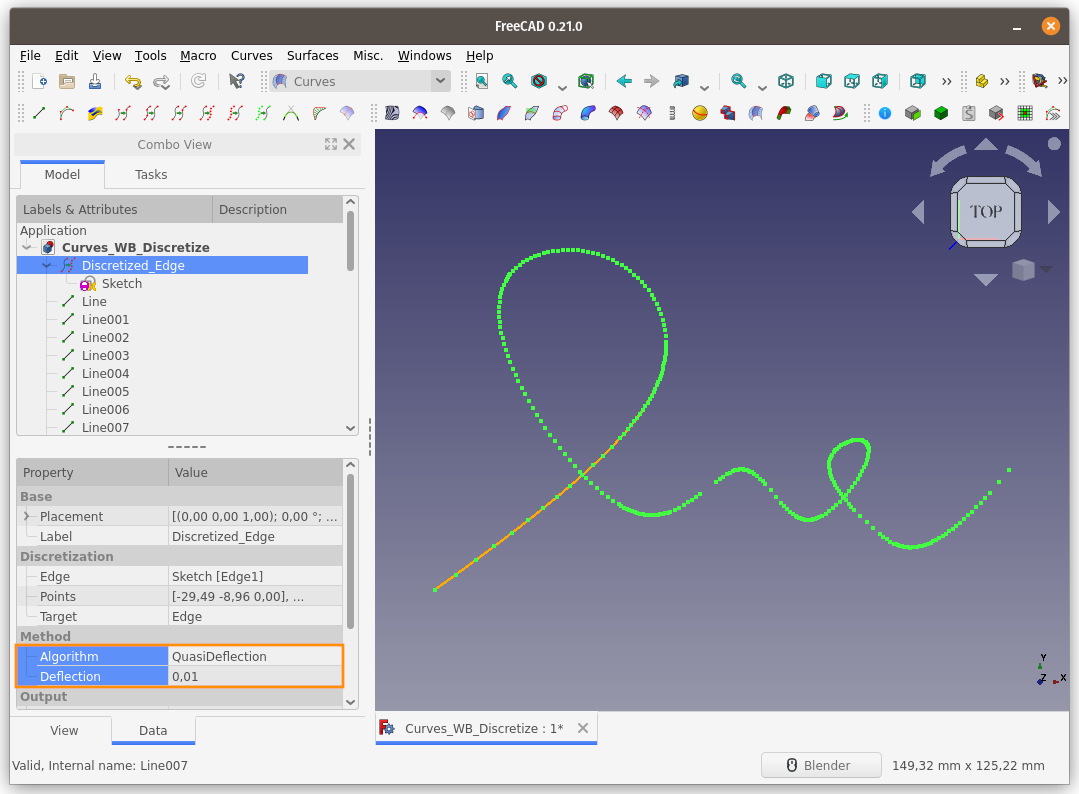 FreeCAD 0.21.0
File Edit View Tools Macro Curves Surfaces Misc. Windows Help
Curves
Combo View
Model Tasks
Labels & Attributes Description
Application
Curves_WB_Discretize
Discretized_Edge
Sketch
Line
Line001
Line002
Line003
Line004
Line005
Line006
Line007
Property Value
Base
Placement [(0,00 0,00 1,00); 0,00 °; ...
Label Discretized_Edge
Discretization
Edge Sketch [Edge1]
Points [-29,49 -8,96 0,00], ...
Target Edge
Method
Algorithm QuasiDeflection
Deflection 0,01
Output
View Data
TOP
Y
Z X
Curves_WB_Discretize : 1*
Valid, Internal name: Line007
Blender 149,32 mm x 125,22 mm